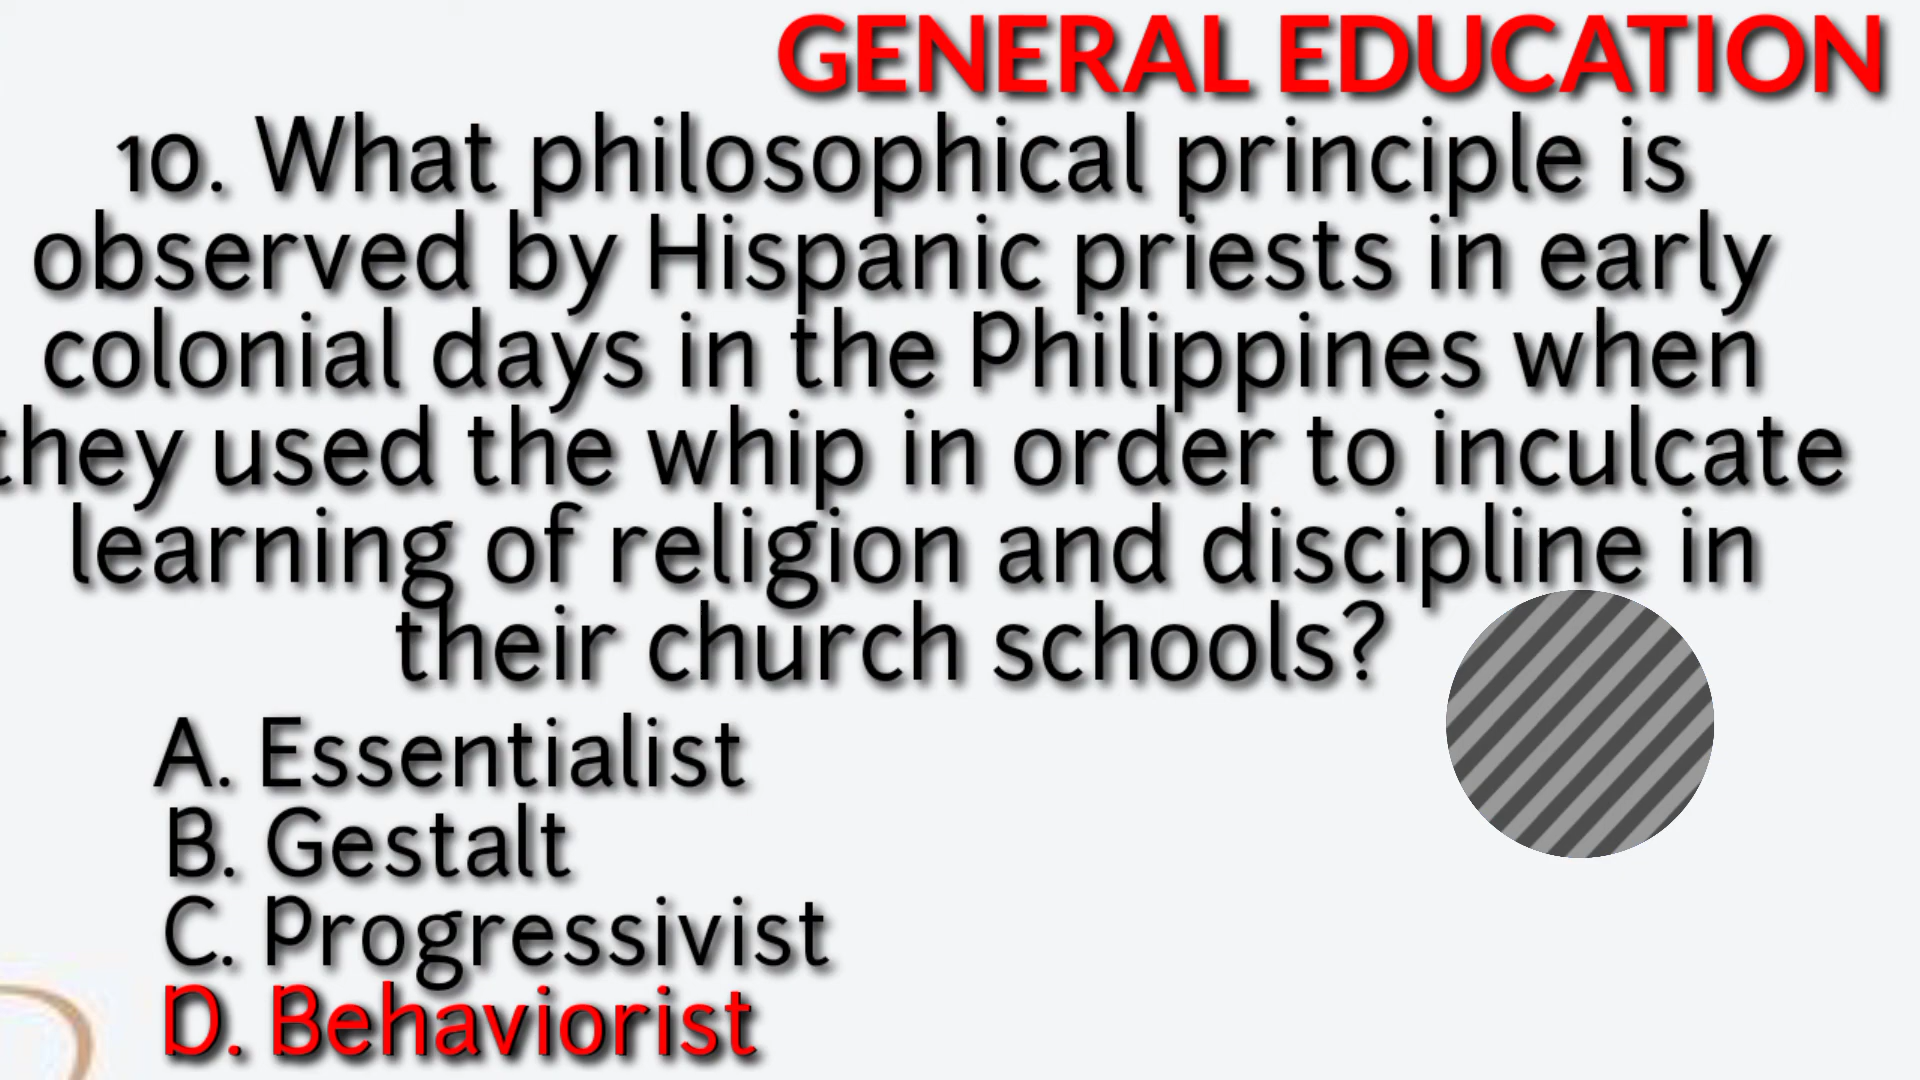 GENERAL EDUCATION
10. What philosophical principle is
observed by Hispanic priests in early
colonial days in the Philippines when
they used the whip in order to inculcate
learning of religion and discipline in
their church schools?
A. Essentialist
B. Gestalt
C. Progressivist
D. Behaviorist